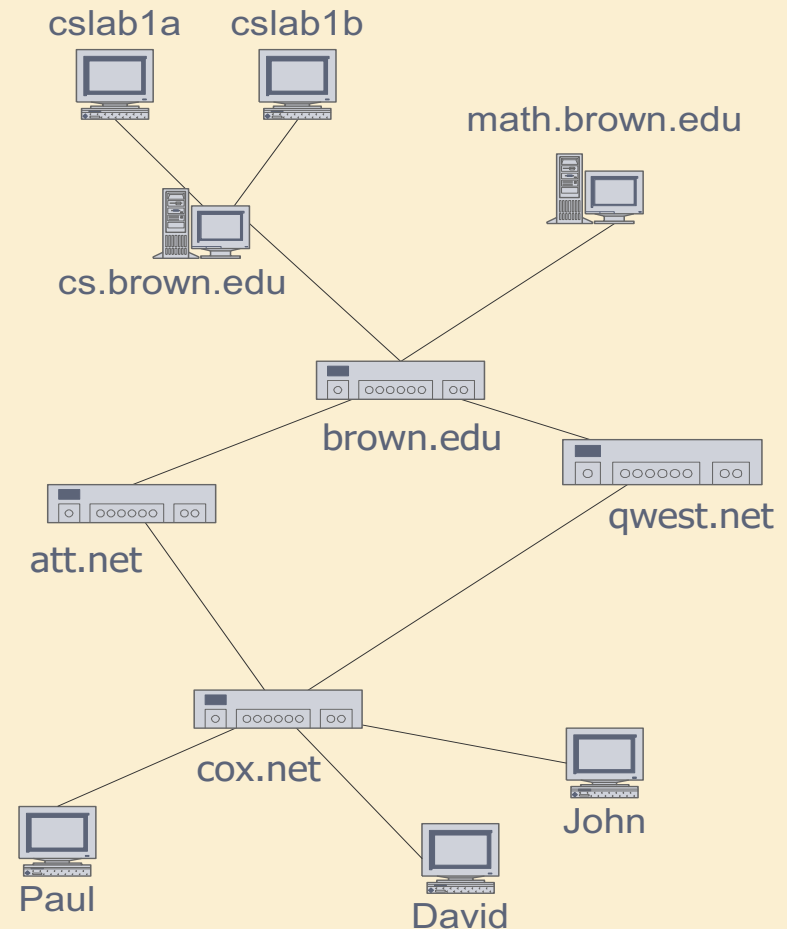 cslab1a
cslab1b
math.brown.edu
cs.brown.edu
brown.edu
qwest.net
att.net
cox.net
John
Paul
David